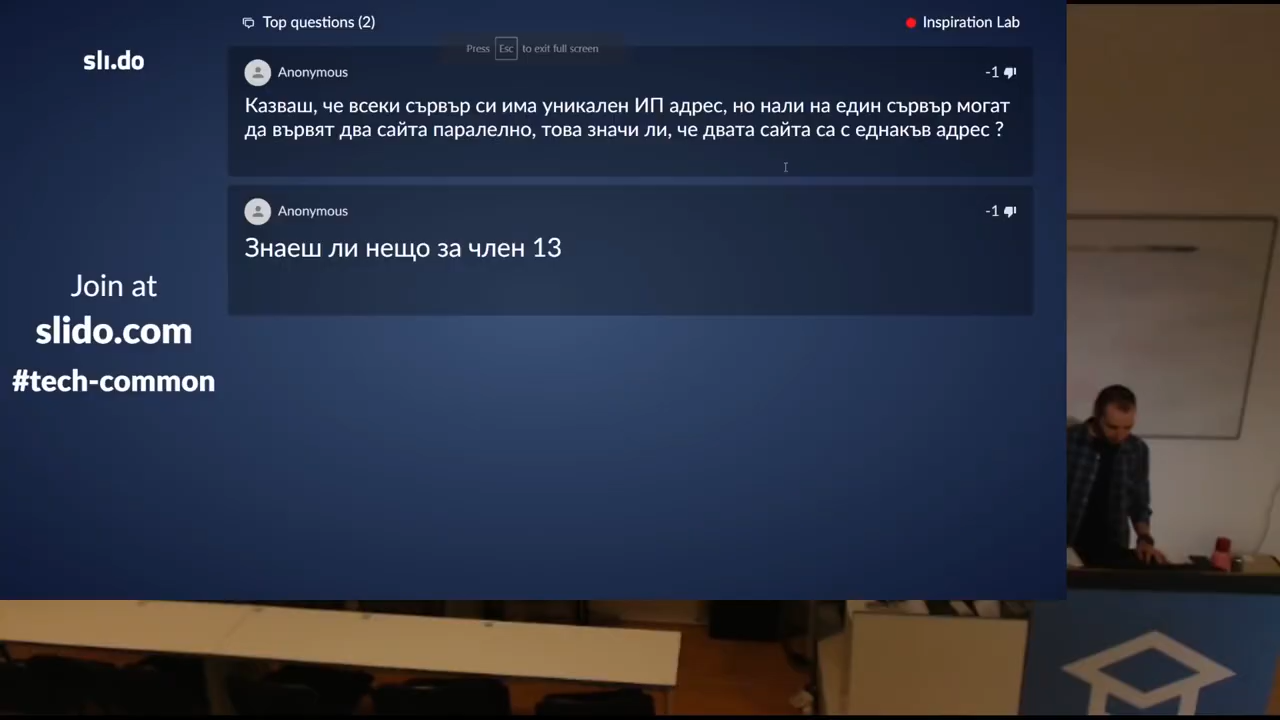 Top questions (2)
Inspiration Lab
sli.do
Press Esc to exit full screen
Anonymous
-1
Казваш, че всеки сървър си има уникален ИП адрес, но нали на един сървър могат
да вървят два сайта паралелно, това значи ли, че двата сайта са с еднакъв адрес ?
Anonymous
-1
Знаеш ли нещо за член 13
Join at
slido.com
#tech-common